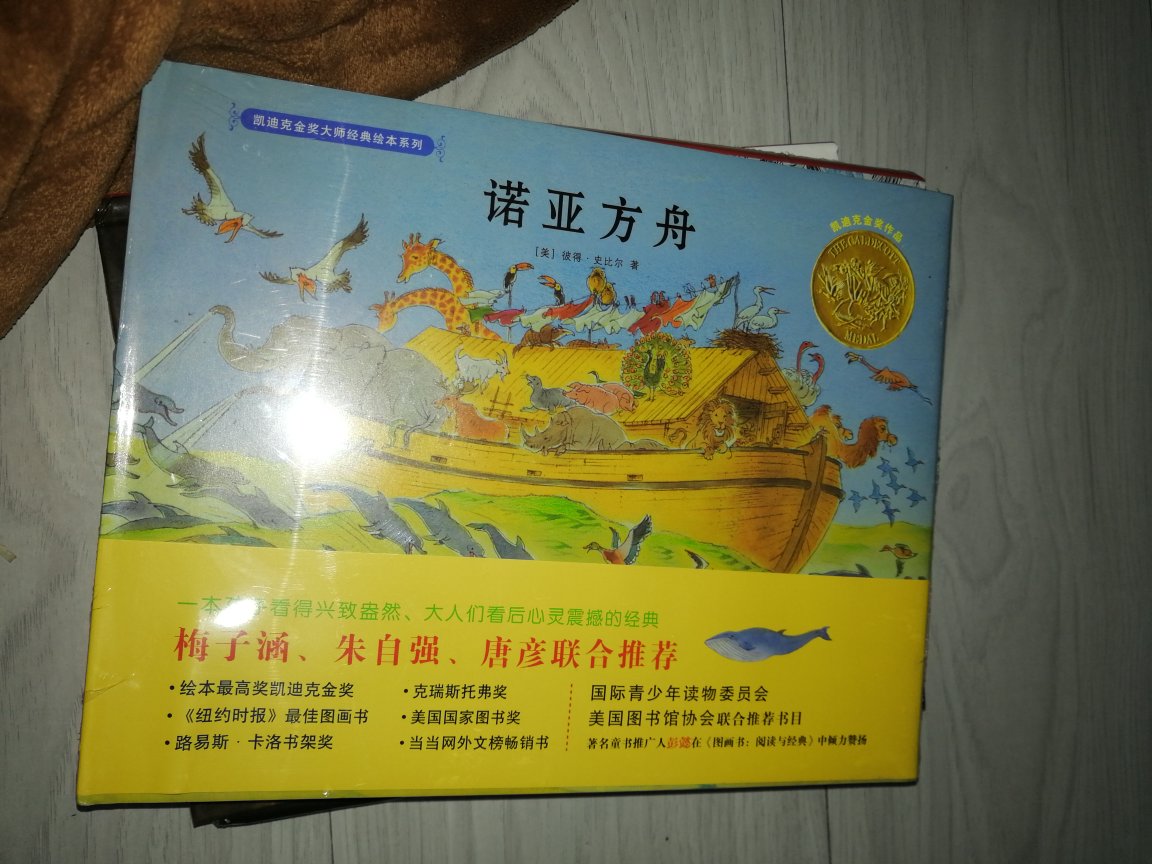 凯迪克金奖大师经典绘本系列
诺亚方舟
[美] 彼得·史比尔 著
凯迪克金奖作品
THE CALDECOTT
MEDAL
一本孩子看得兴致盎然、大人们看后心灵震撼的经典
梅子涵、朱自强、唐彦联合推荐
·绘本最高奖凯迪克金奖
·《纽约时报》最佳图画书
·路易斯·卡洛书架奖
·克瑞斯托弗奖
·美国国家图书奖
·当当网外文榜畅销书
国际青少年读物委员会
美国图书馆协会联合推荐书目
著名童书推广人彭懿在《图画书：阅读与经典》中倾力赞扬